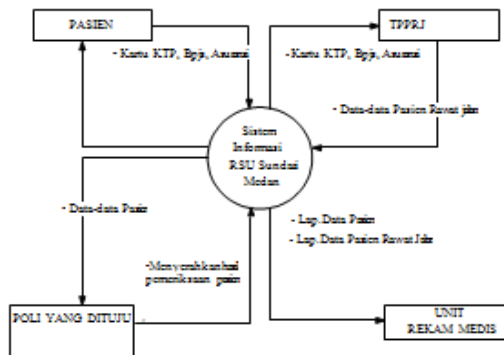 PASIEN
TPPRJ
- Kartu KTP, Bpjs, Asuransi
- Kartu KTP, Bpjs, Asuransi
- Data-data Pasien Rawat jalan
Sistem
Informasi
RSU Sundari
Medan
- Data-data Pasien
- Lap. Data Pasien
- Lap. Data Pasien Rawat Jalan
-Menyerahkan hasil
pemeriksaan pasien
POLI YANG DITUJU
UNIT
REKAM MEDIS